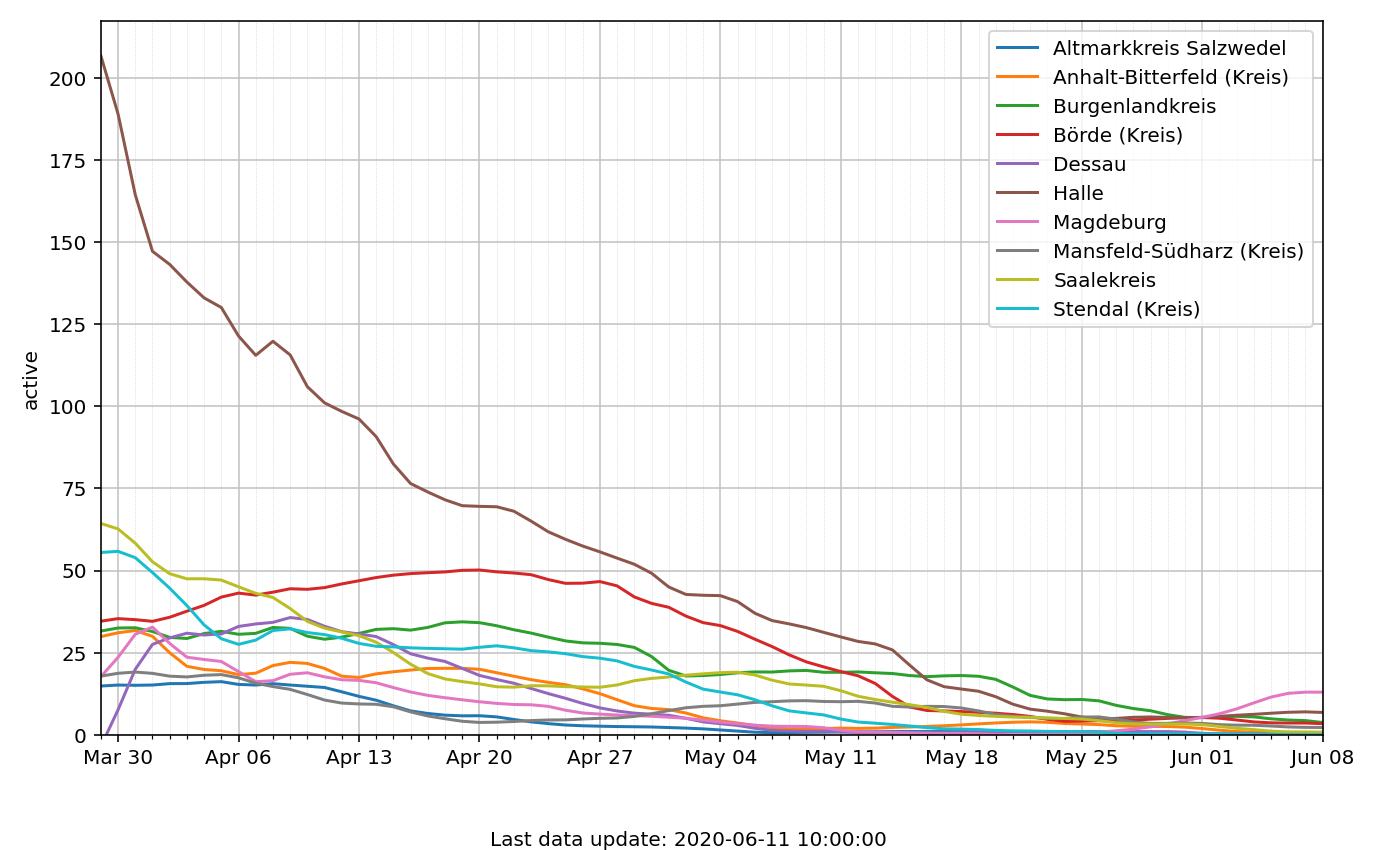 200
175
150
125
100
75
50
25
0
active
Altmarkkreis Salzwedel
Anhalt-Bitterfeld (Kreis)
Burgenlandkreis
Börde (Kreis)
Dessau
Halle
Magdeburg
Mansfeld-Südharz (Kreis)
Saalekreis
Stendal (Kreis)
Mar 30 Apr 06 Apr 13 Apr 20 Apr 27 May 04 May 11 May 18 May 25 Jun 01 Jun 08
Last data update: 2020-06-11 10:00:00